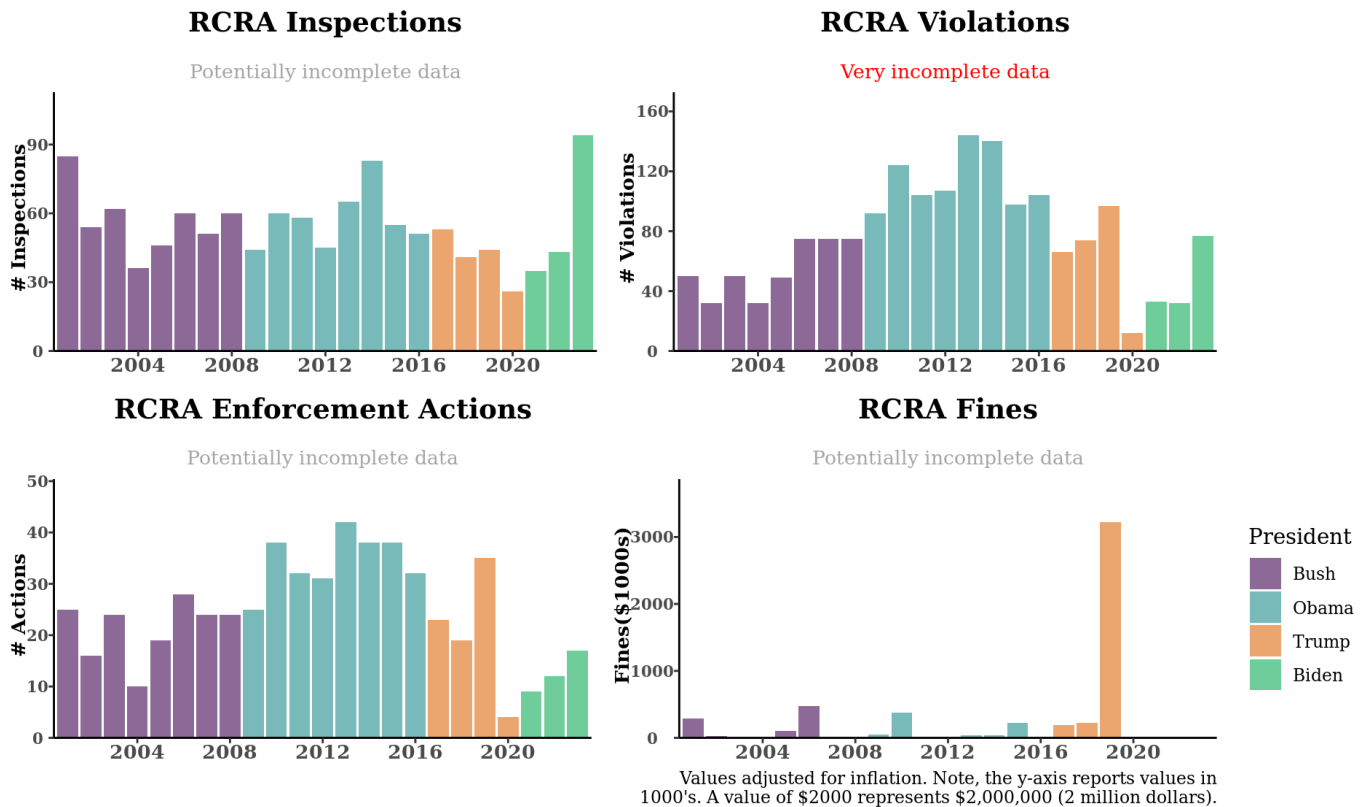 RCRA Inspections
Potentially incomplete data
# Inspections
90
60
30
0
2004
2008
2012
2016
2020
RCRA Violations
Very incomplete data
# Violations
160
120
80
40
0
2004
2008
2012
2016
2020
RCRA Enforcement Actions
Potentially incomplete data
# Actions
50
40
30
20
10
0
2004
2008
2012
2016
2020
RCRA Fines
Potentially incomplete data
Fines($1000s)
3000
2000
1000
0
2004
2008
2012
2016
2020
Values adjusted for inflation. Note, the y-axis reports values in
1000's. A value of $2000 represents $2,000,000 (2 million dollars).
President
Bush
Obama
Trump
Biden